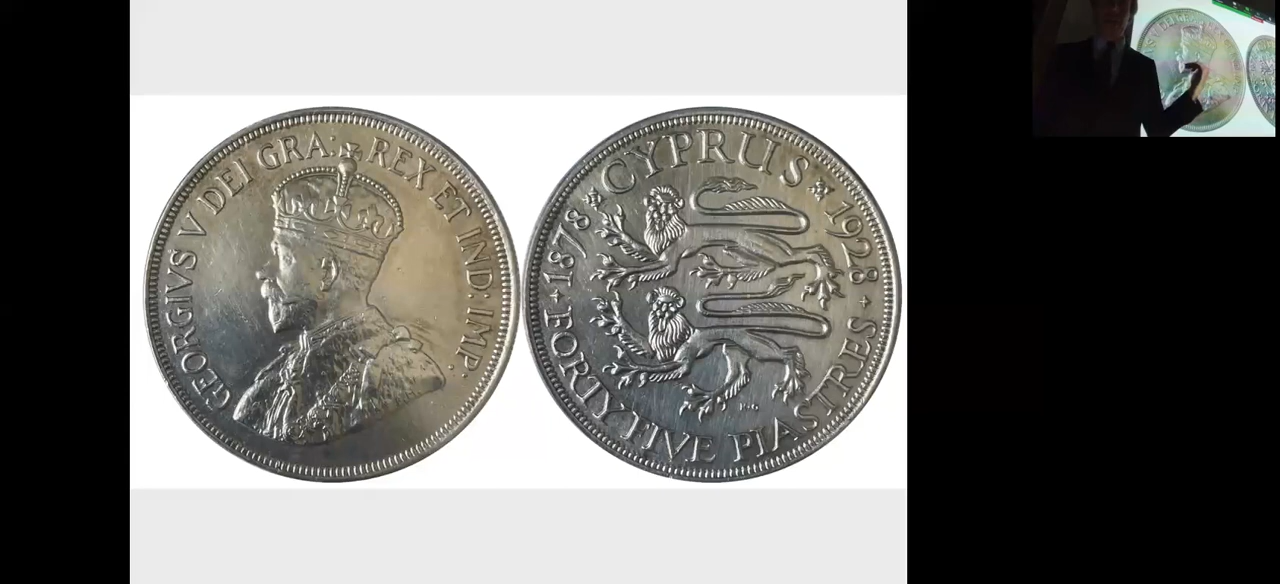 GEORGIVS V DEI GRA: REX ET IND: IMP:
CYPRUS
1878
1928
FORTY FIVE PIASTRES